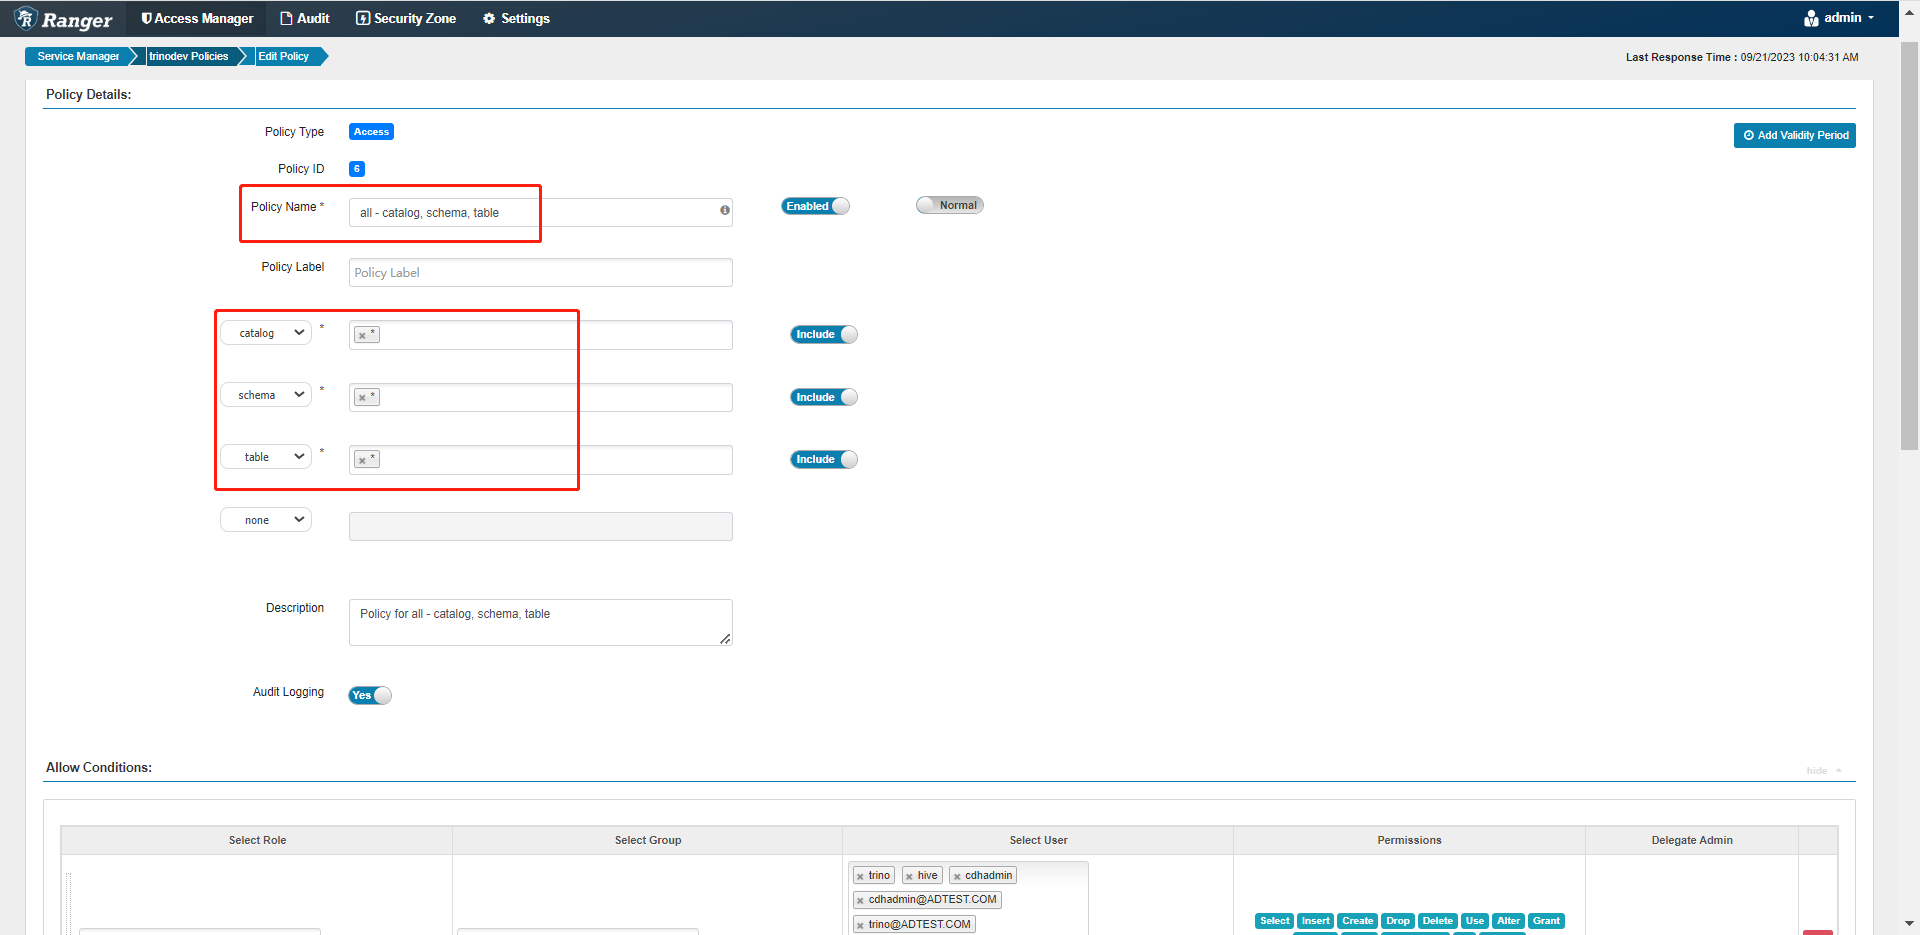 Ranger Access Manager Audit Security Zone Settings admin
Service Manager trinodev Policies Edit Policy Last Response Time : 09/21/2023 10:04:31 AM
Policy Details:
Policy Type Access Add Validity Period
Policy ID 6
Policy Name * all - catalog, schema, table Enabled Normal
Policy Label Policy Label
catalog * × * Include
schema * × * Include
table * × * Include
none
Description Policy for all - catalog, schema, table
Audit Logging Yes
Allow Conditions:
hide
Select Role Select Group Select User Permissions Delegate Admin
× trino × hive × cdhadmin
× cdhadmin@ADTEST.COM
× trino@ADTEST.COM
Select Insert Create Drop Delete Use Alter Grant